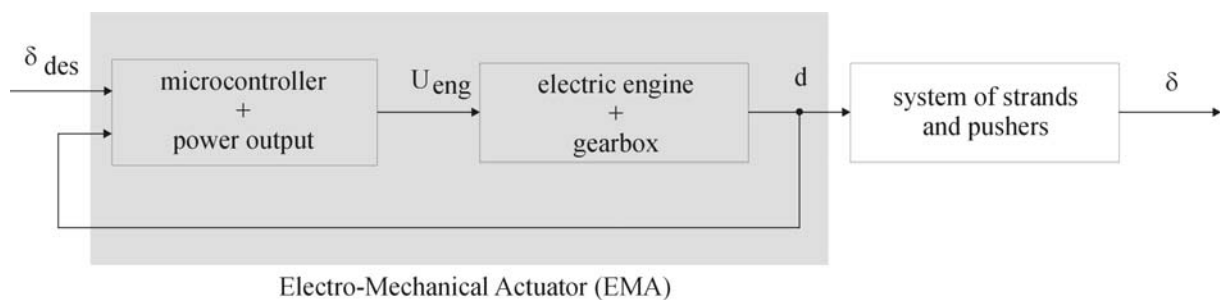 δ des
microcontroller
+
power output
U eng
electric engine
+
gearbox
d
system of strands
and pushers
δ
Electro-Mechanical Actuator (EMA)